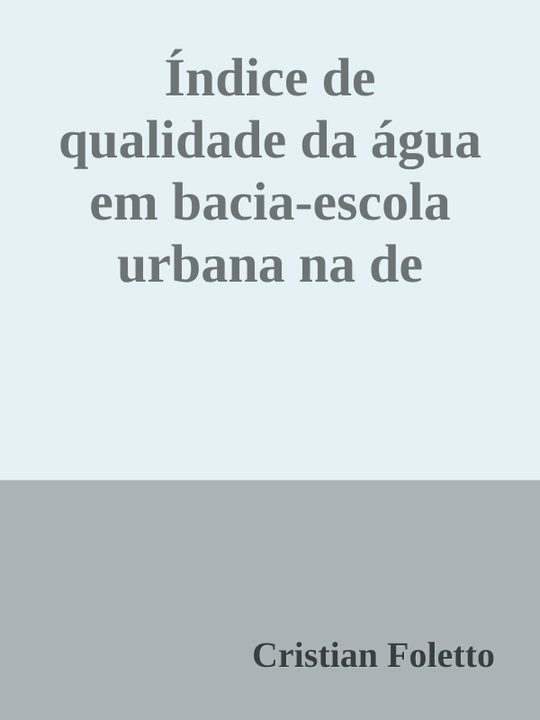 Índice de
qualidade da água
em bacia-escola
urbana na de
Cristian Foletto